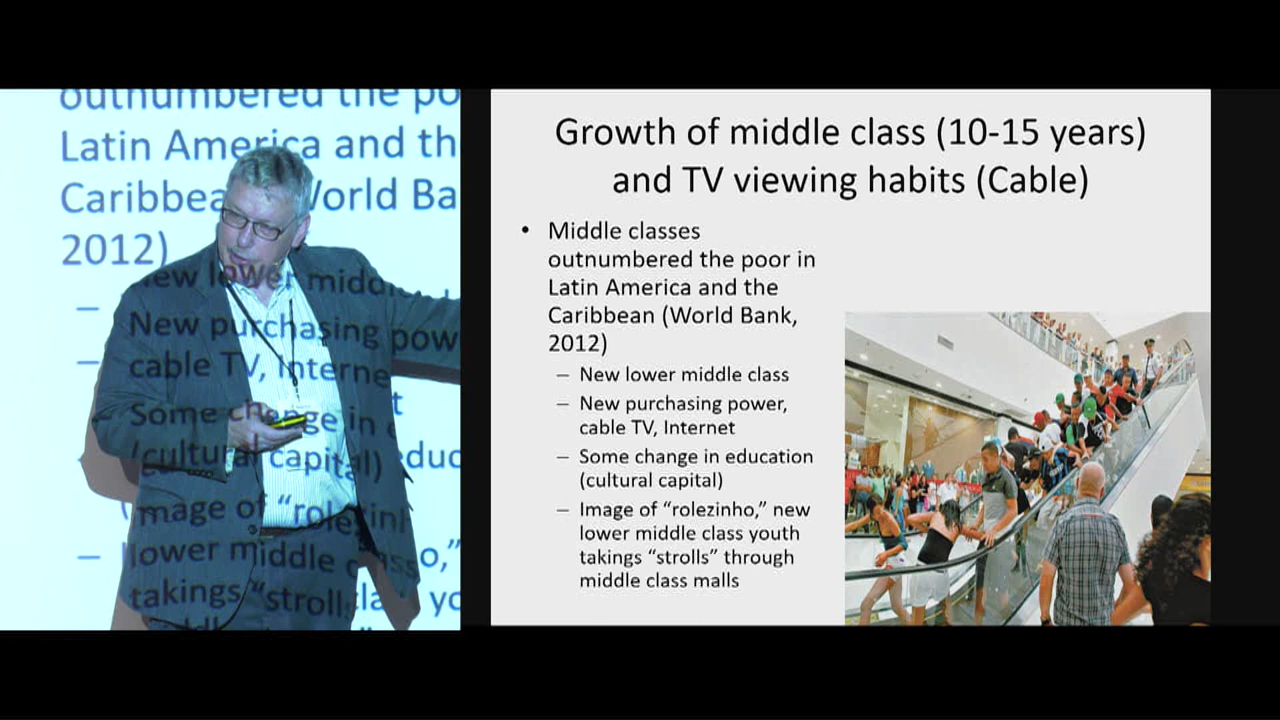 outnumbered the po
Latin America and th
Caribbea World Ba
2012)
new lower midd
New purchasing pow
cable TV, Interne
Some change in
(cultural capital)
educ
Image of "rolezinh
lower middle
takings "stroll
Growth of middle class (10-15 years)
and TV viewing habits (Cable)
• Middle classes
outnumbered the poor in
Latin America and the
Caribbean (World Bank,
2012)
– New lower middle class
– New purchasing power,
cable TV, Internet
– Some change in education
(cultural capital)
– Image of "rolezinho," new
lower middle class youth
takings "strolls" through
middle class malls